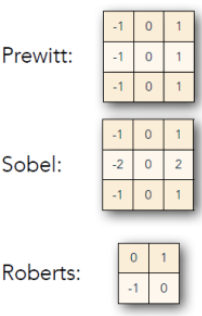 Prewitt:
-1 0 1
-1 0 1
-1 0 1
Sobel:
-1 0 1
-2 0 2
-1 0 1
Roberts:
0 1
-1 0